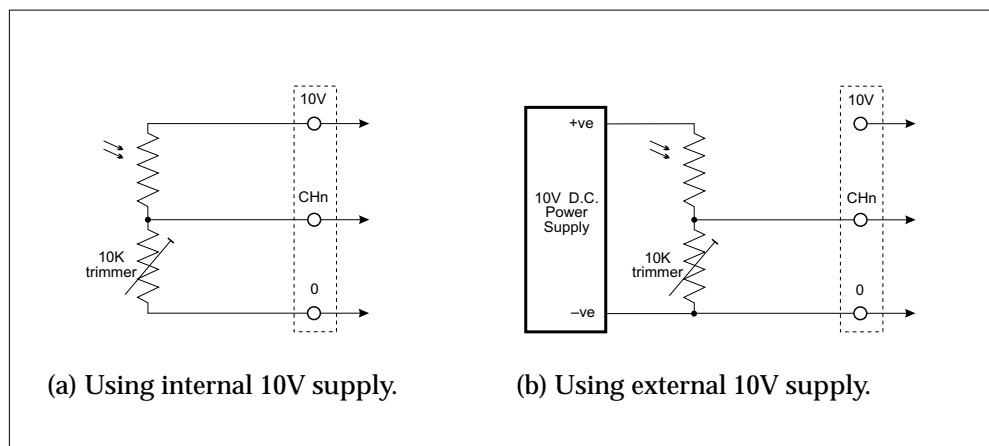 10V
CHn
10K
trimmer
0
(a) Using internal 10V supply.
+ve
10V D.C.
Power
Supply
–ve
10K
trimmer
10V
CHn
0
(b) Using external 10V supply.